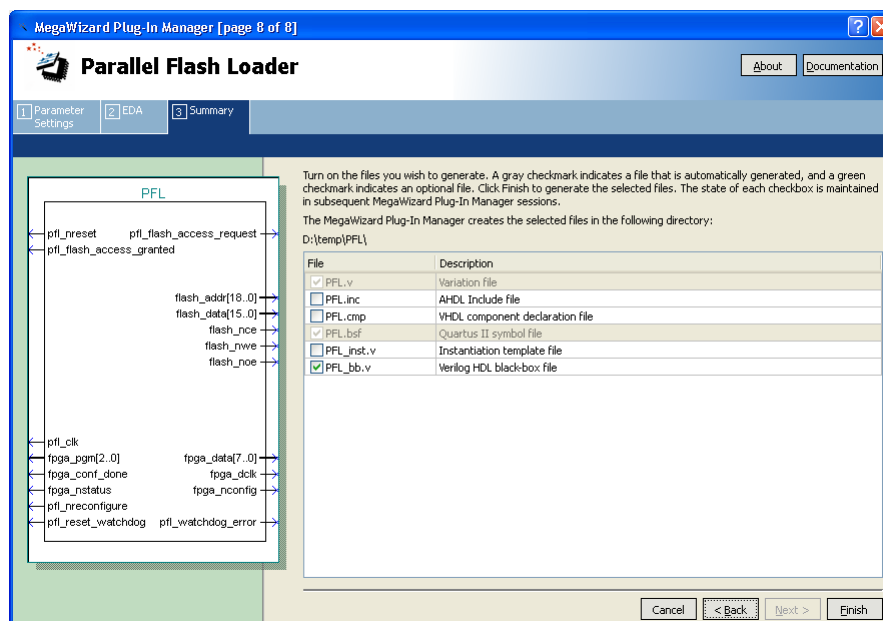 MegaWizard Plug-In Manager [page 8 of 8]
?
Parallel Flash Loader
About
Documentation
1 Parameter Settings
2 EDA
3 Summary
Turn on the files you wish to generate. A gray checkmark indicates a file that is automatically generated, and a green
checkmark indicates an optional file. Click Finish to generate the selected files. The state of each checkbox is maintained
in subsequent MegaWizard Plug-In Manager sessions.
The MegaWizard Plug-In Manager creates the selected files in the following directory:
D:\temp\PFL\
PFL
pfl_nreset pfl_flash_access_request
pfl_flash_access_granted
flash_addr[18..0]
flash_data[15..0]
flash_nce
flash_nwe
flash_noe
pfl_clk
fpga_pgm[2..0] fpga_data[7..0]
fpga_conf_done fpga_dclk
fpga_nstatus fpga_nconfig
pfl_nreconfigure
pfl_reset_watchdog pfl_watchdog_error
File Description
PFL.v Variation file
PFL.inc AHDL Include file
PFL.cmp VHDL component declaration file
PFL.bsf Quartus II symbol file
PFL_inst.v Instantiation template file
PFL_bb.v Verilog HDL black-box file
Cancel
< Back
Next >
Finish